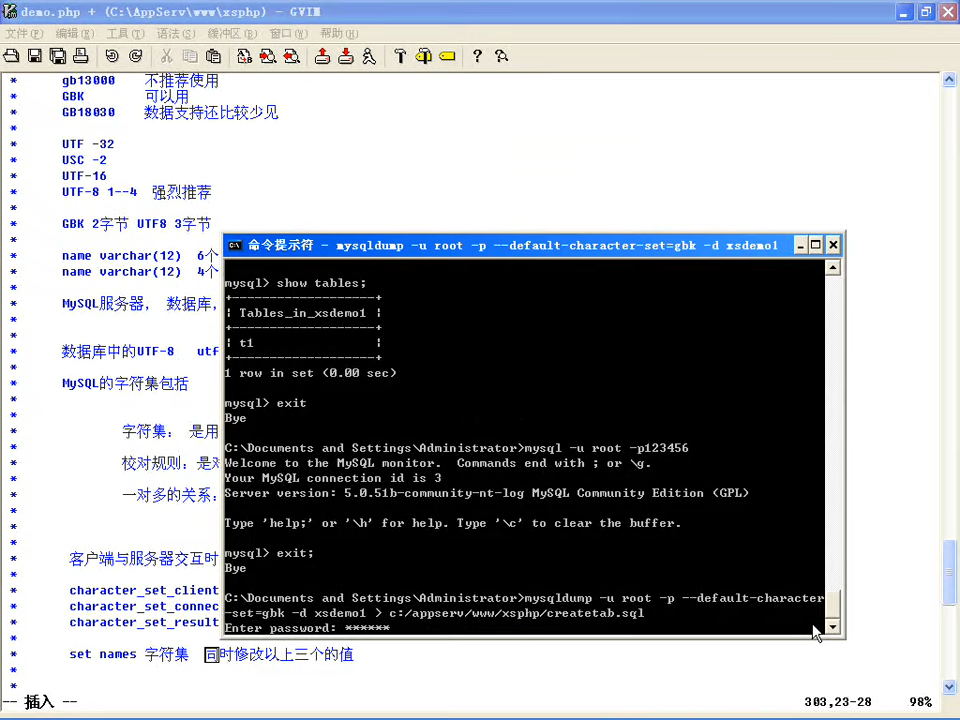 demo.php + (C:\AppServ\www\xsphp) - GVIM
文件(F) 编辑(E) 工具(T) 语法(S) 缓冲区(B) 窗口(W) 帮助(H)
* gb13000 不推荐使用
* GBK 可以用
* GB18030 数据支持还比较少见
*
* UTF -32
* USC -2
* UTF-16
* UTF-8 1--4 强烈推荐
*
* GBK 2字节 UTF8 3字节
*
* name varchar(12) 6个
* name varchar(12) 4个
*
* MySQL服务器， 数据库，
*
*
* 数据库中的UTF-8 utf
*
* MySQL的字符集包括
*
*
* 字符集： 是用
*
* 校对规则：是对
*
* 一对多的关系：
*
*
*
* 客户端与服务器交互时
*
* character_set_client
* character_set_connec
* character_set_result
*
* set names 字符集 同时修改以上三个的值
*
*
-- 插入 -- 303,23-28 98%
命令提示符 - mysqldump -u root -p --default-character-set=gbk -d xsdemo1
mysql> show tables;
+-------------------+
| Tables_in_xsdemo1 |
+-------------------+
| t1 |
+-------------------+
1 row in set (0.00 sec)
mysql> exit
Bye
C:\Documents and Settings\Administrator>mysql -u root -p123456
Welcome to the MySQL monitor. Commands end with ; or \g.
Your MySQL connection id is 3
Server version: 5.0.51b-community-nt-log MySQL Community Edition (GPL)
Type 'help;' or '\h' for help. Type '\c' to clear the buffer.
mysql> exit;
Bye
C:\Documents and Settings\Administrator>mysqldump -u root -p --default-character
-set=gbk -d xsdemo1 > c:/appserv/www/xsphp/createtab.sql
Enter password: ******